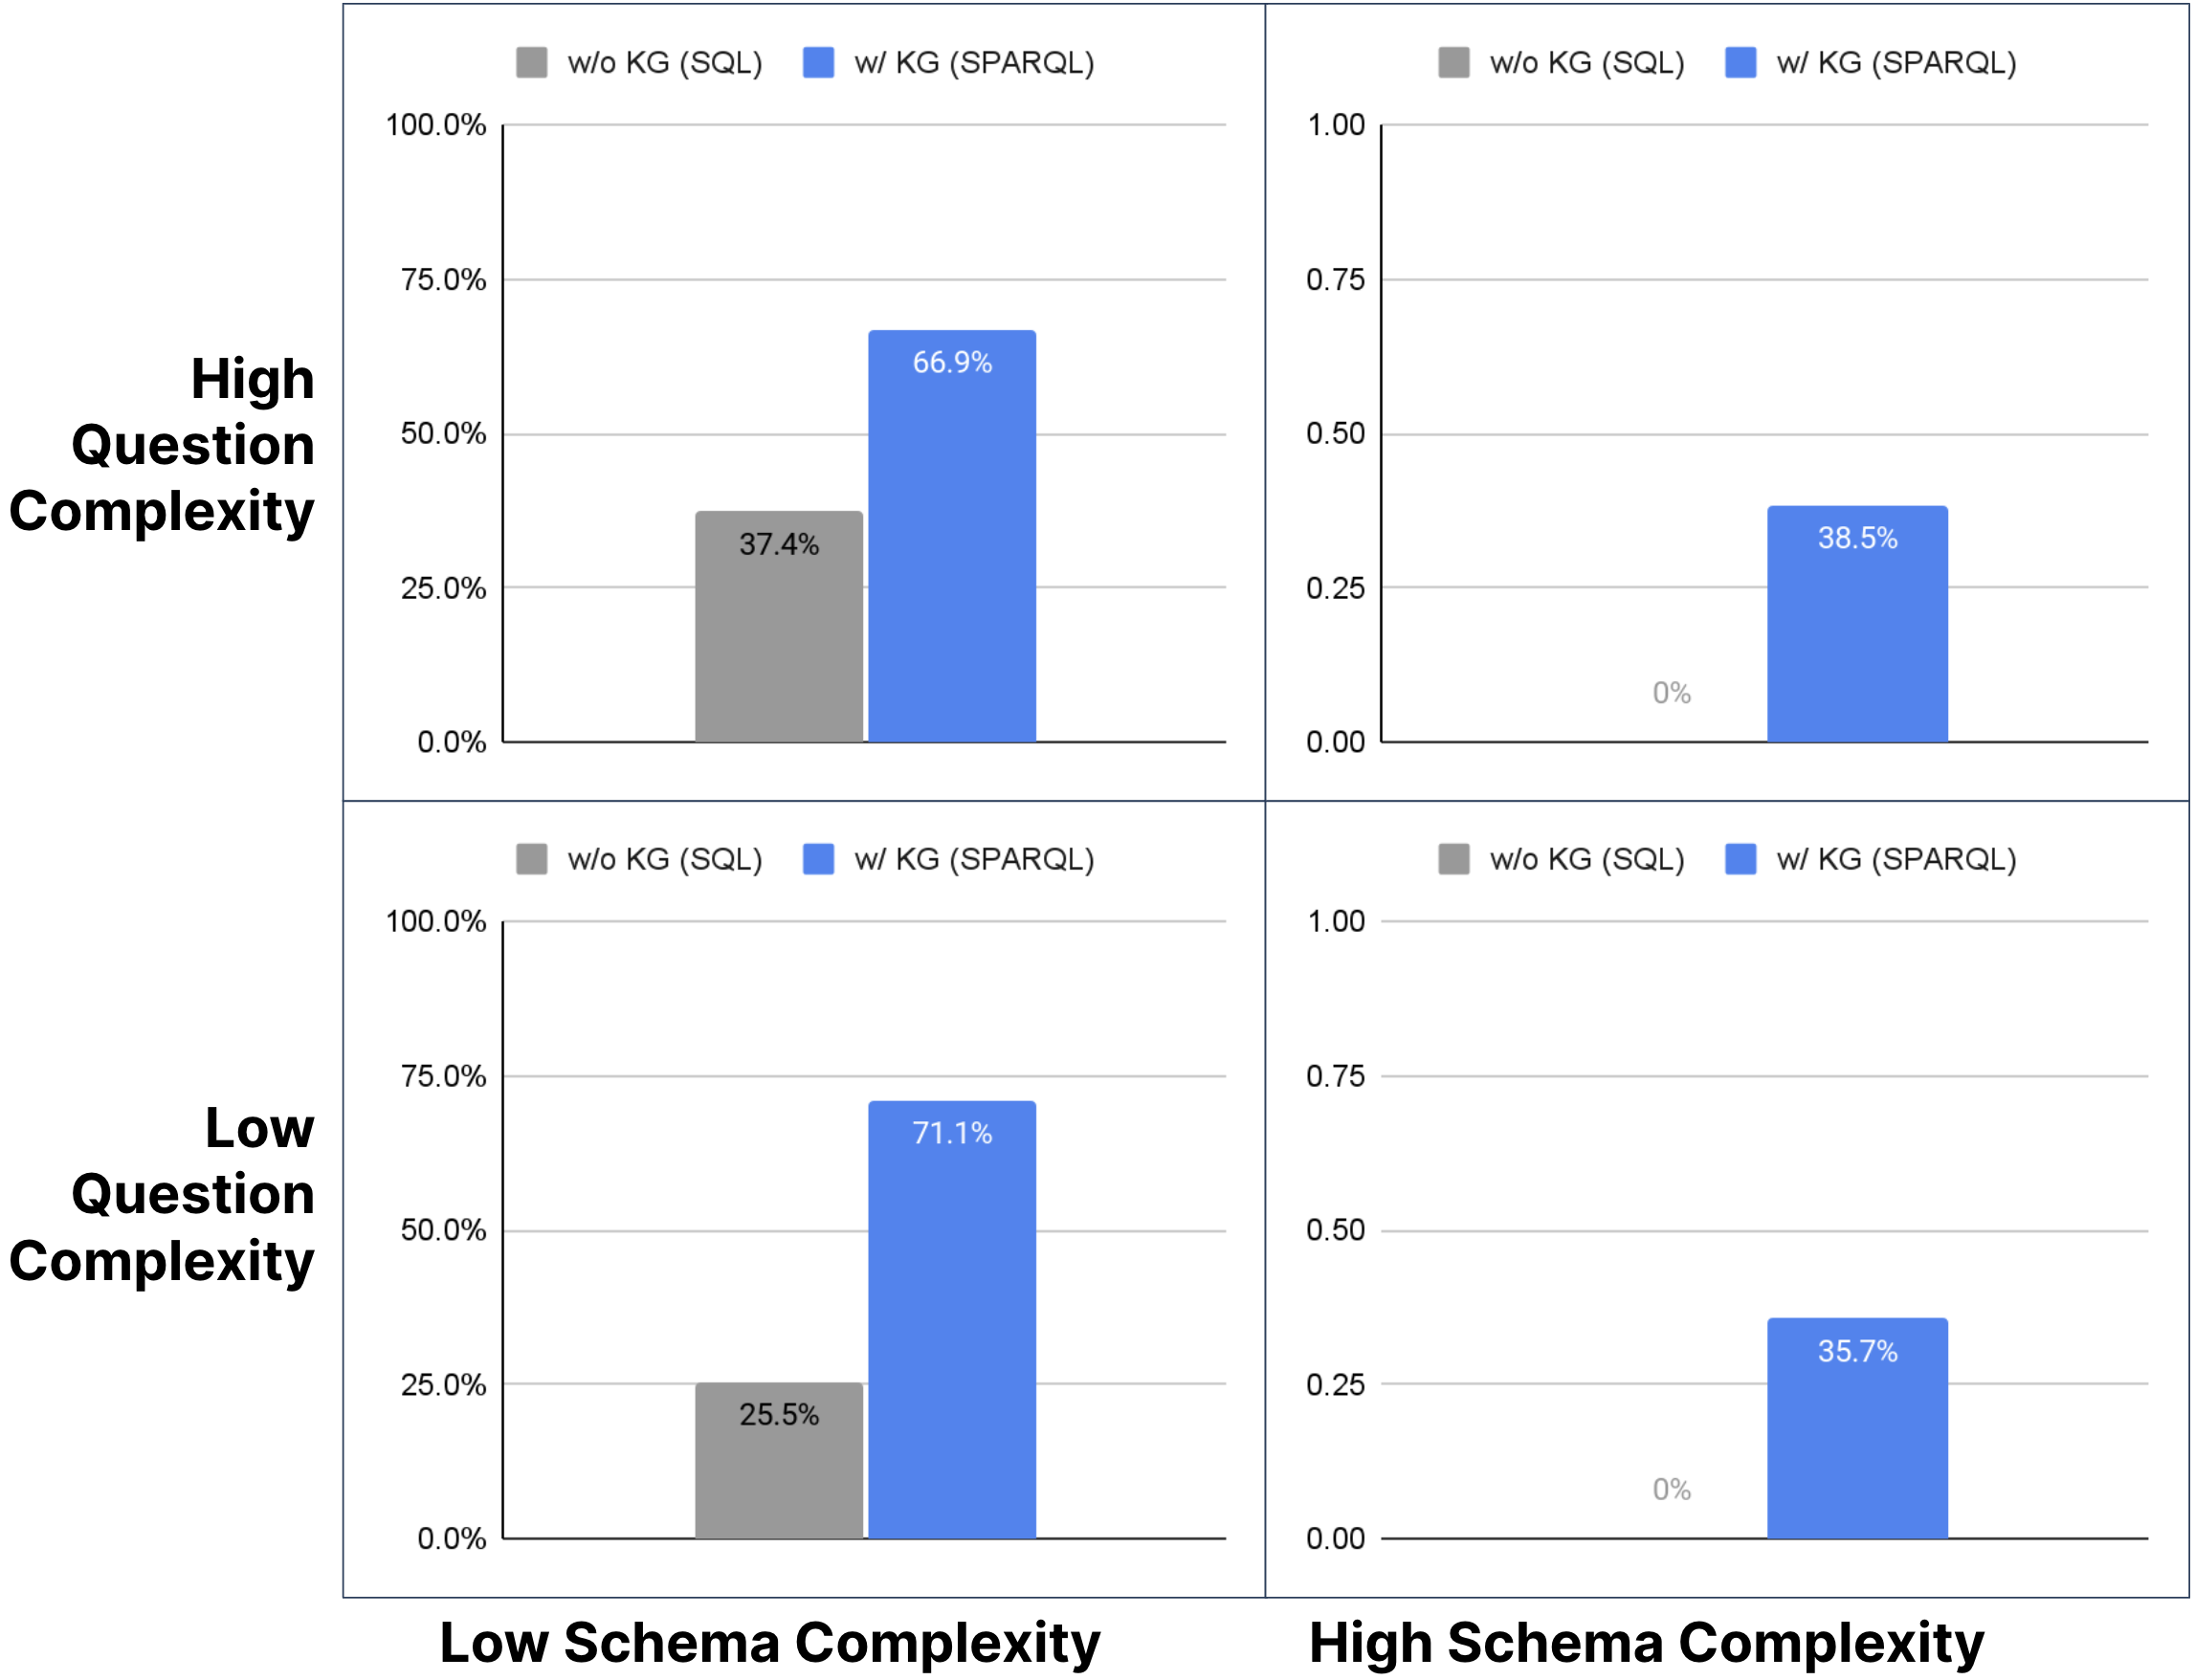 w/o KG (SQL) w/ KG (SPARQL)
100.0%
75.0%
50.0%
25.0%
0.0%
37.4%
66.9%
w/o KG (SQL) w/ KG (SPARQL)
1.00
0.75
0.50
0.25
0.00
0%
38.5%
High
Question
Complexity
w/o KG (SQL) w/ KG (SPARQL)
100.0%
75.0%
50.0%
25.0%
0.0%
25.5%
71.1%
w/o KG (SQL) w/ KG (SPARQL)
1.00
0.75
0.50
0.25
0.00
0%
35.7%
Low
Question
Complexity
Low Schema Complexity
High Schema Complexity